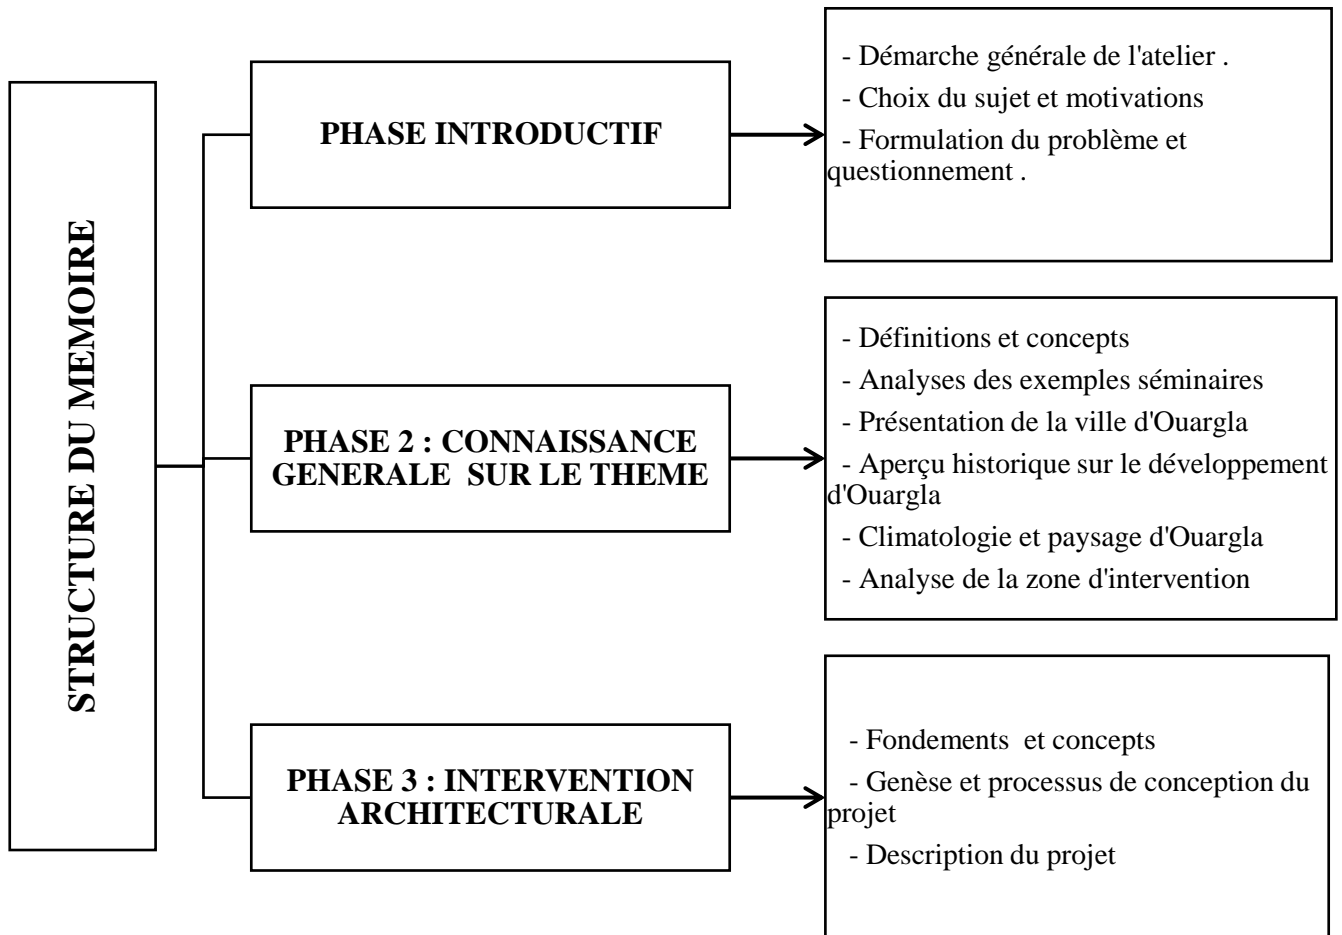 STRUCTURE DU MEMOIRE
PHASE INTRODUCTIF
- Démarche générale de l'atelier .
- Choix du sujet et motivations
- Formulation du problème et
questionnement .
PHASE 2 : CONNAISSANCE
GENERALE SUR LE THEME
- Définitions et concepts
- Analyses des exemples séminaires
- Présentation de la ville d'Ouargla
- Aperçu historique sur le développement
d'Ouargla
- Climatologie et paysage d'Ouargla
- Analyse de la zone d'intervention
PHASE 3 : INTERVENTION
ARCHITECTURALE
- Fondements et concepts
- Genèse et processus de conception du
projet
- Description du projet